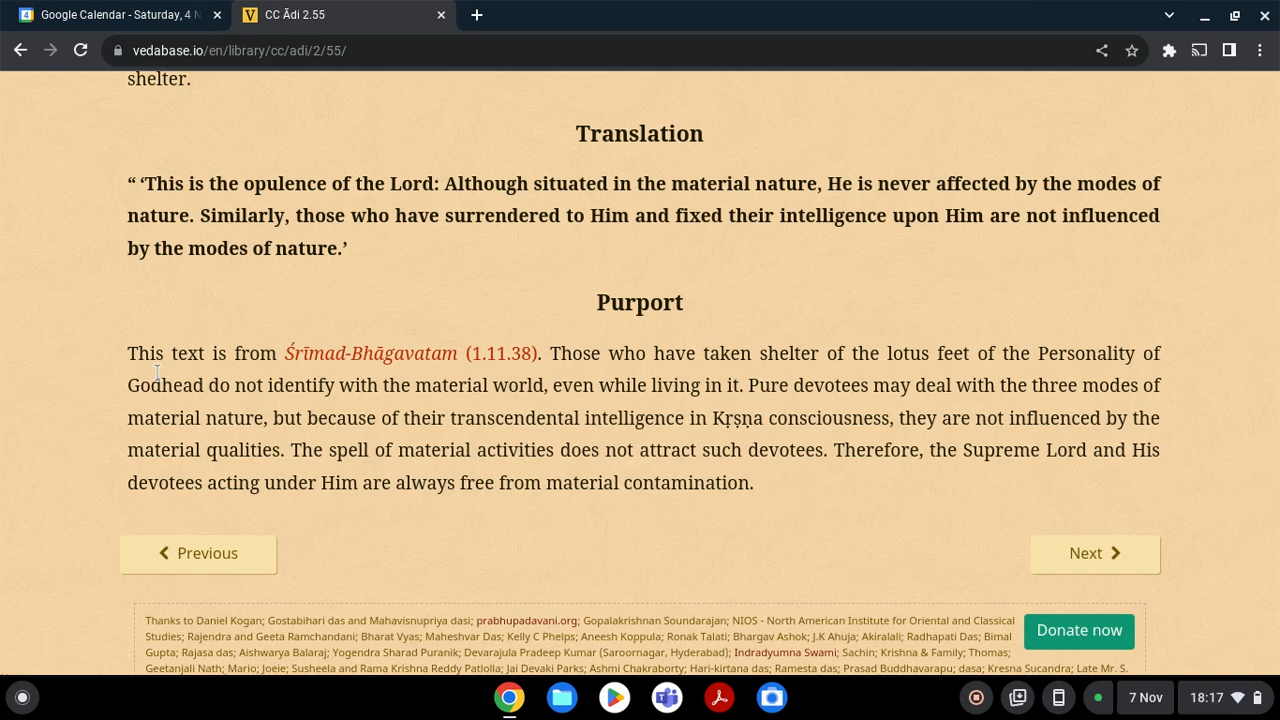 Google Calendar - Saturday, 4 N
CC Ādi 2.55
vedabase.io/en/library/cc/adi/2/55/
shelter.
Translation
“ ‘This is the opulence of the Lord: Although situated in the material nature, He is never affected by the modes of
nature. Similarly, those who have surrendered to Him and fixed their intelligence upon Him are not influenced
by the modes of nature.’
Purport
This text is from Śrīmad-Bhāgavatam (1.11.38). Those who have taken shelter of the lotus feet of the Personality of
Godhead do not identify with the material world, even while living in it. Pure devotees may deal with the three modes of
material nature, but because of their transcendental intelligence in Kṛṣṇa consciousness, they are not influenced by the
material qualities. The spell of material activities does not attract such devotees. Therefore, the Supreme Lord and His
devotees acting under Him are always free from material contamination.
Previous
Next
Thanks to Daniel Kogan; Gostabihari das and Mahavisnupriya dasi; prabhupadavani.org; Gopalakrishnan Soundarajan; NIOS - North American Institute for Oriental and Classical
Studies; Rajendra and Geeta Ramchandani; Bharat Vyas; Maheshvar Das; Kelly C Phelps; Aneesh Koppula; Ronak Talati; Bhargav Ashok; J.K Ahuja; Akiralali; Radhapati Das; Bimal
Gupta; Rajasa das; Aishwarya Balaraj; Yogendra Sharad Puranik; Devarajula Pradeep Kumar (Saroornagar, Hyderabad); Indradyumna Swami; Sachin; Krishna & Family; Thomas;
Geetanjali Nath; Mario; Joeie; Susheela and Rama Krishna Reddy Patlolla; Jai Devaki Parks; Ashmi Chakraborty; Hari-kirtana das; Ramesta das; Prasad Buddhavarapu; dasa; Kresna Sucandra; Late Mr. S.
Donate now
7 Nov
18:17